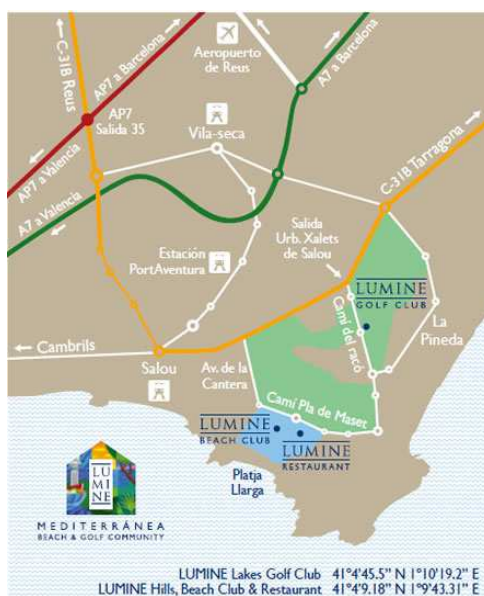 C-31B Reus
AP7 a Barcelona
A7 a Barcelona
Aeropuerto
de Reus
AP7
Salida 35
Vila-seca
AP7 a Valencia
A7 a Valencia
C-31B Tarragona
Salida
Urb. Xalets
de Salou
Estación
PortAventura
LUMINE
GOLF CLUB
Camí del racó
La
Pineda
Cambrils
Salou
Av. de la
Cantera
Camí Pla de Maset
LUMINE
BEACH CLUB
LUMINE
RESTAURANT
Platja
Llarga
LU
MI
NE
MEDITERRÁNEA
BEACH & GOLF COMMUNITY
LUMINE Lakes Golf Club 41°4'45.5" N 1°10'19.2" E
LUMINE Hills, Beach Club & Restaurant 41°4'9.18" N 1°9'43.31" E